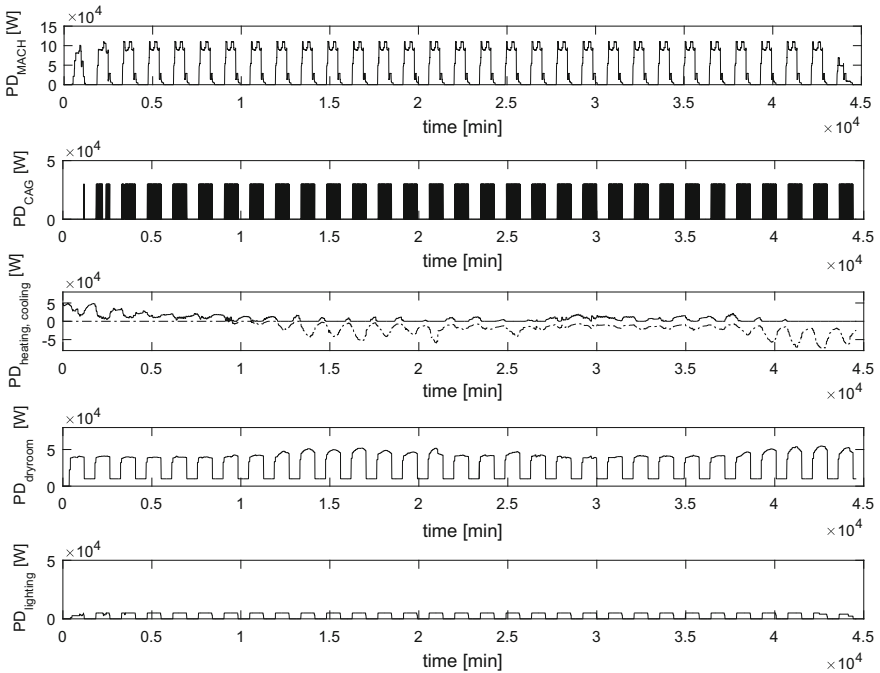 ×10⁴
15
10
5
0
PD_MACH [W]
0 0.5 1 1.5 2 2.5 3 3.5 4 4.5
time [min]
×10⁴
×10⁴
5
0
PD_CAG [W]
0 0.5 1 1.5 2 2.5 3 3.5 4 4.5
time [min]
×10⁴
×10⁴
5
0
-5
PD_heating, cooling [W]
0 0.5 1 1.5 2 2.5 3 3.5 4 4.5
time [min]
×10⁴
×10⁴
5
0
PD_dryroom [W]
0 0.5 1 1.5 2 2.5 3 3.5 4 4.5
time [min]
×10⁴
×10⁴
5
0
PD_lighting [W]
0 0.5 1 1.5 2 2.5 3 3.5 4 4.5
time [min]
×10⁴